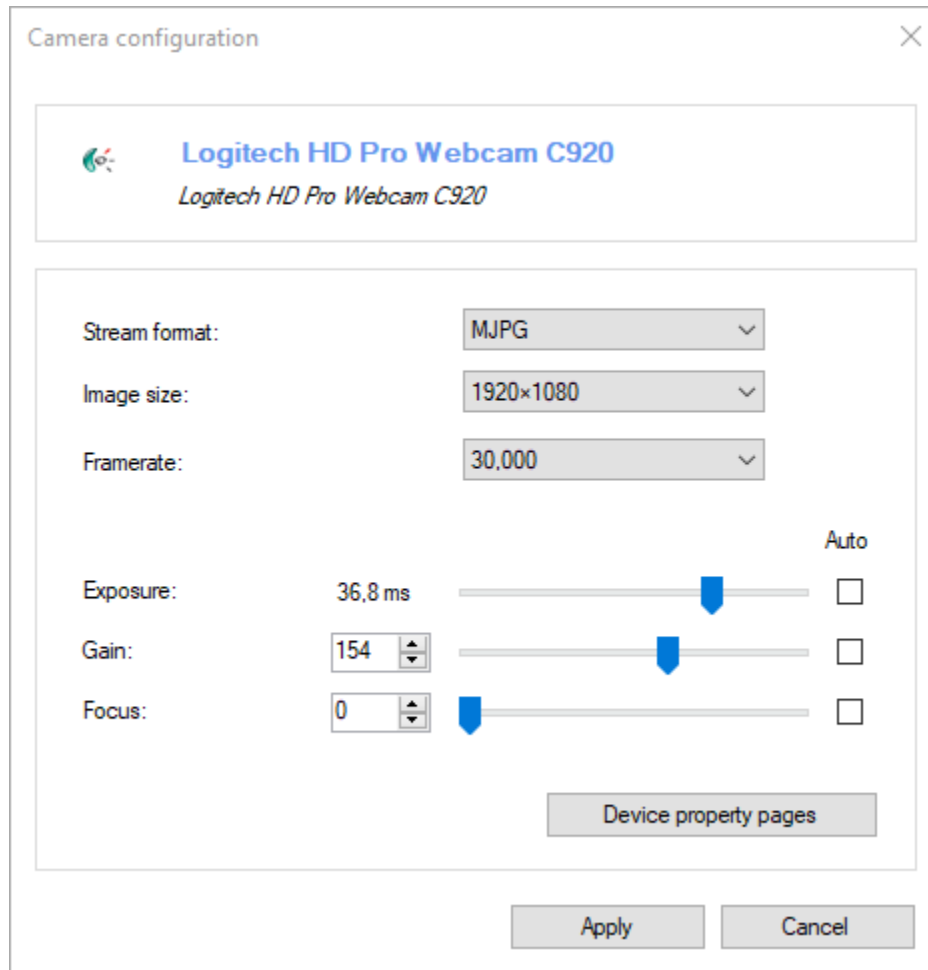 Camera configuration
Logitech HD Pro Webcam C920
Logitech HD Pro Webcam C920
Stream format: MJPG
Image size: 1920×1080
Framerate: 30,000
Auto
Exposure: 36,8 ms
Gain: 154
Focus: 0
Device property pages
Apply Cancel